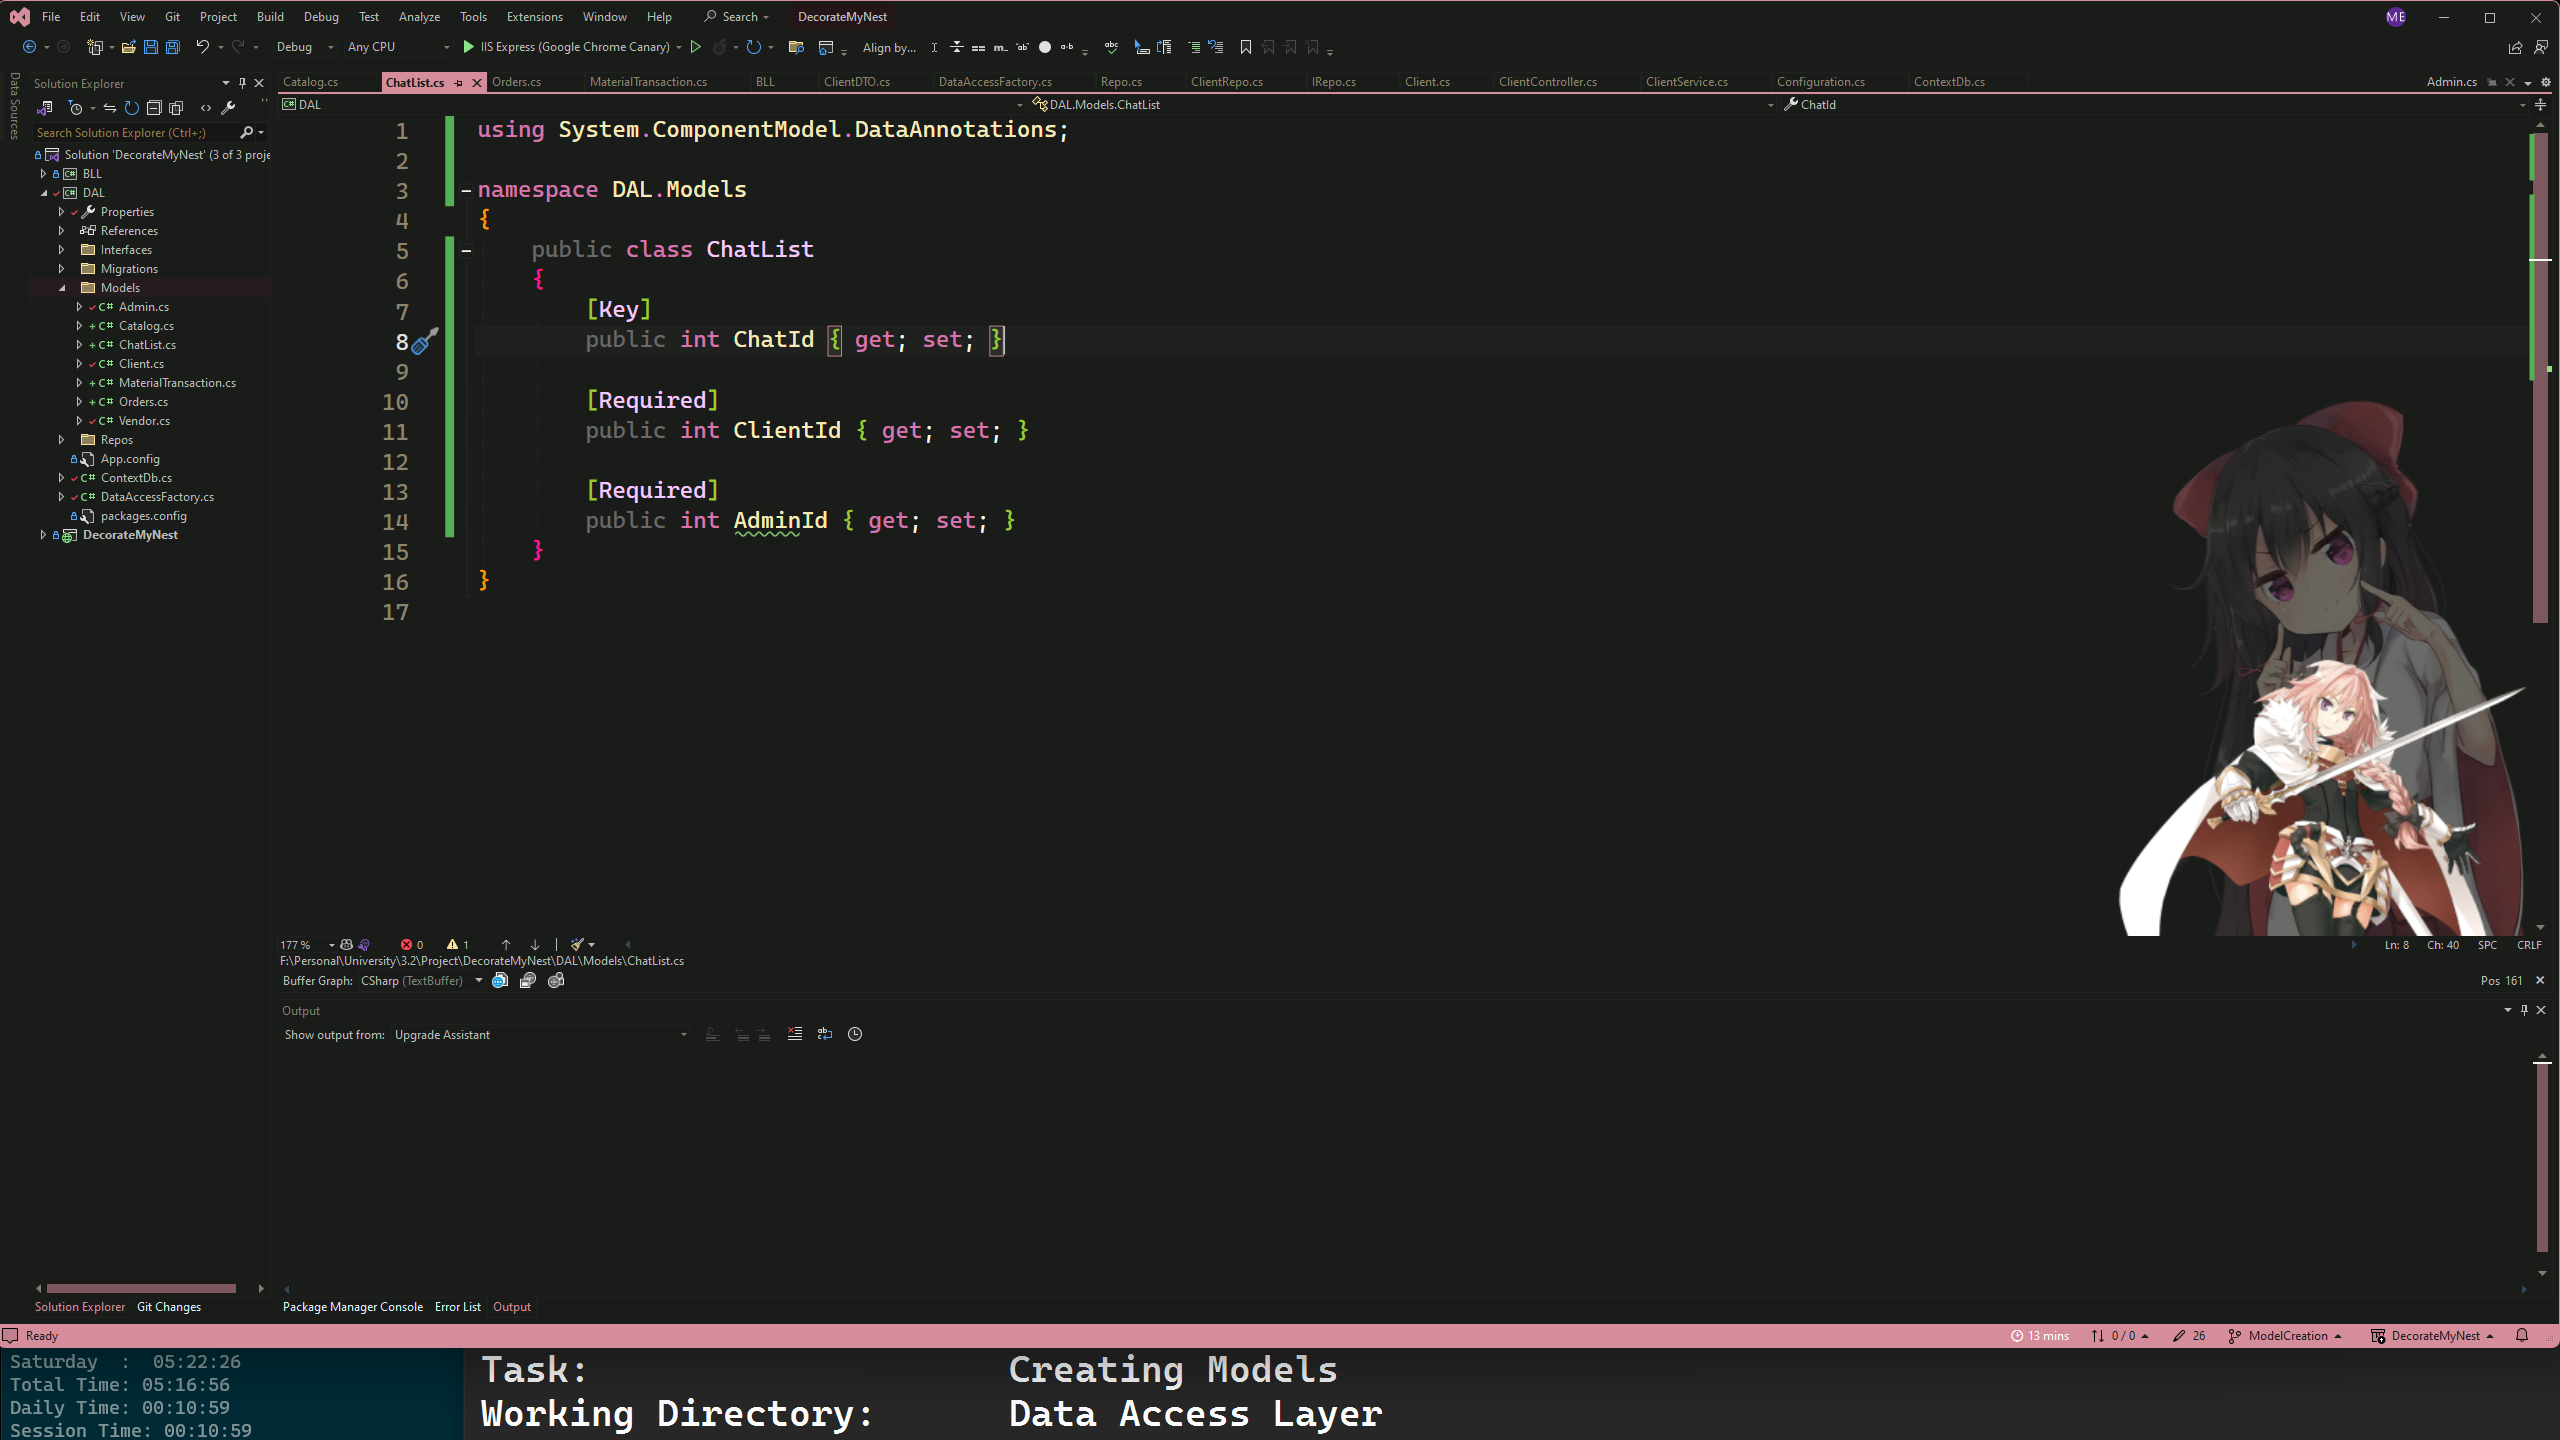 File Edit View Git Project Build Debug Test Analyze Tools Extensions Window Help Search DecorateMyNest ME
Debug Any CPU IIS Express (Google Chrome Canary) Align by...
Data Sources
Solution Explorer
Search Solution Explorer (Ctrl+;)
Solution 'DecorateMyNest' (3 of 3 proje
BLL
DAL
Properties
References
Interfaces
Migrations
Models
Admin.cs
Catalog.cs
ChatList.cs
Client.cs
MaterialTransaction.cs
Orders.cs
Vendor.cs
Repos
App.config
ContextDb.cs
DataAccessFactory.cs
packages.config
DecorateMyNest
Solution Explorer Git Changes
Catalog.cs ChatList.cs Orders.cs MaterialTransaction.cs BLL ClientDTO.cs DataAccessFactory.cs Repo.cs ClientRepo.cs IRepo.cs Client.cs ClientController.cs ClientService.cs Configuration.cs ContextDb.cs Admin.cs
DAL DAL.Models.ChatList ChatId
1 using System.ComponentModel.DataAnnotations;
2
3 namespace DAL.Models
4 {
5 public class ChatList
6 {
7 [Key]
8 public int ChatId { get; set; }
9
10 [Required]
11 public int ClientId { get; set; }
12
13 [Required]
14 public int AdminId { get; set; }
15 }
16 }
17
177 % 0 1 Ln: 8 Ch: 40 SPC CRLF
F:\Personal\University\3.2\Project\DecorateMyNest\DAL\Models\ChatList.cs
Buffer Graph: CSharp (TextBuffer) Pos 161
Output
Show output from: Upgrade Assistant
Package Manager Console Error List Output
Ready 13 mins 0 / 0 26 ModelCreation DecorateMyNest
Saturday : 05:22:26
Total Time: 05:16:56
Daily Time: 00:10:59
Session Time: 00:10:59
Task: Creating Models
Working Directory: Data Access Layer